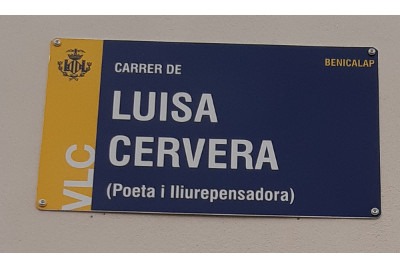 CARRER DE
BENICALAP
LUISA
CERVERA
(Poeta i lliurepensadora)
VLC